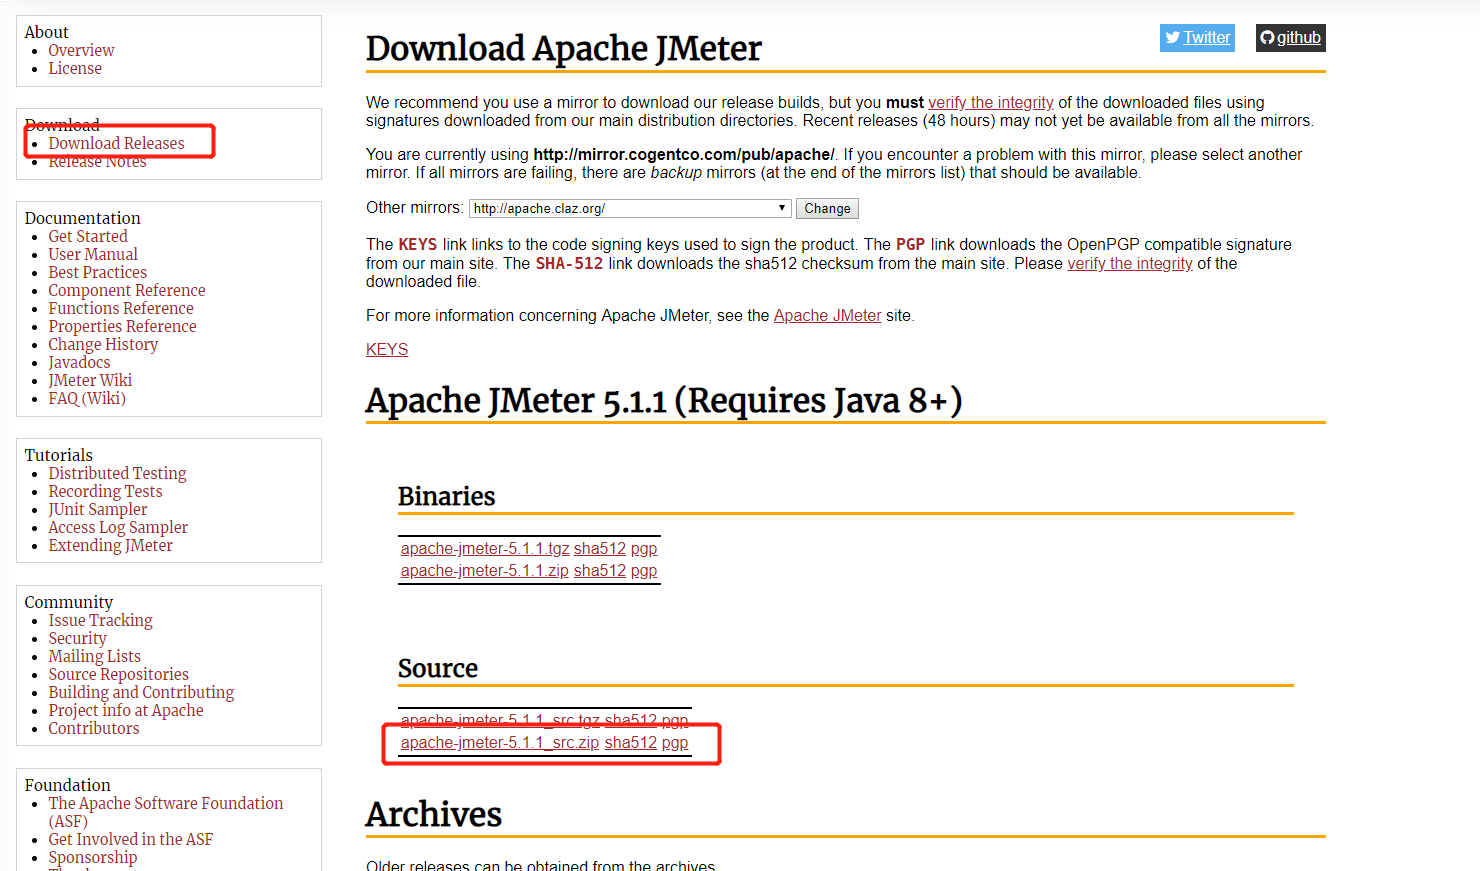 About
Overview
License
Download
Download Releases
Release Notes
Documentation
Get Started
User Manual
Best Practices
Component Reference
Functions Reference
Properties Reference
Change History
Javadocs
JMeter Wiki
FAQ (Wiki)
Tutorials
Distributed Testing
Recording Tests
JUnit Sampler
Access Log Sampler
Extending JMeter
Community
Issue Tracking
Security
Mailing Lists
Source Repositories
Building and Contributing
Project info at Apache
Contributors
Foundation
The Apache Software Foundation
(ASF)
Get Involved in the ASF
Sponsorship
Download Apache JMeter
Twitter
github
We recommend you use a mirror to download our release builds, but you must verify the integrity of the downloaded files using
signatures downloaded from our main distribution directories. Recent releases (48 hours) may not yet be available from all the mirrors.
You are currently using http://mirror.cogentco.com/pub/apache/. If you encounter a problem with this mirror, please select another
mirror. If all mirrors are failing, there are backup mirrors (at the end of the mirrors list) that should be available.
Other mirrors: http://apache.claz.org/ Change
The KEYS link links to the code signing keys used to sign the product. The PGP link downloads the OpenPGP compatible signature
from our main site. The SHA-512 link downloads the sha512 checksum from the main site. Please verify the integrity of the
downloaded file.
For more information concerning Apache JMeter, see the Apache JMeter site.
KEYS
Apache JMeter 5.1.1 (Requires Java 8+)
Binaries
apache-jmeter-5.1.1.tgz sha512 pgp
apache-jmeter-5.1.1.zip sha512 pgp
Source
apache-jmeter-5.1.1_src.tgz sha512 pgp
apache-jmeter-5.1.1_src.zip sha512 pgp
Archives
Older releases can be obtained from the archives.